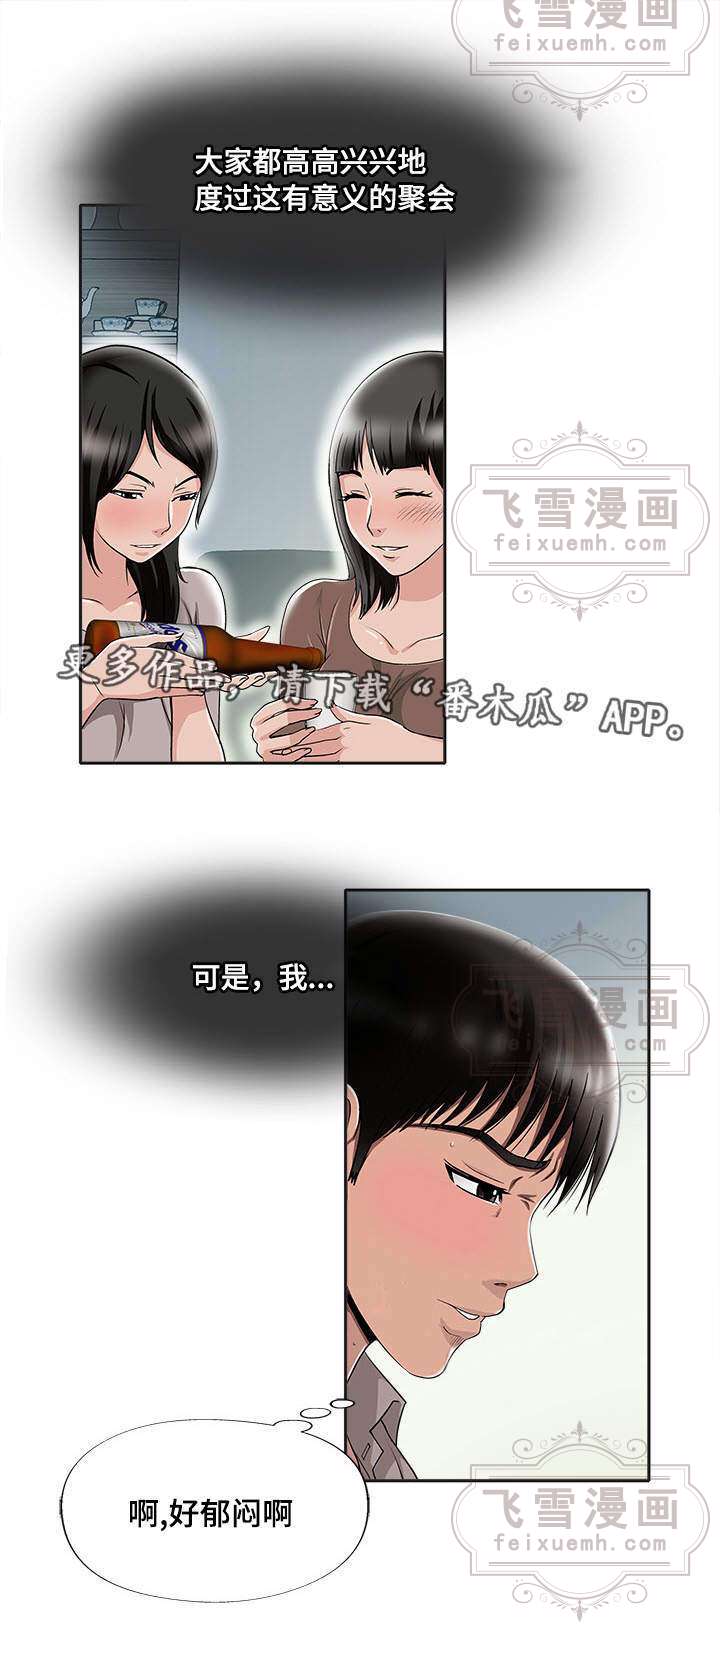 飞雪漫画
feixuemh.com
大家都高高兴兴地
度过这有意义的聚会
飞雪漫画
feixuemh.com
更多作品，请下载“番木瓜”APP。
可是，我...
飞雪漫画
feixuemh.com
啊,好郁闷啊
飞雪漫画
feixuemh.com